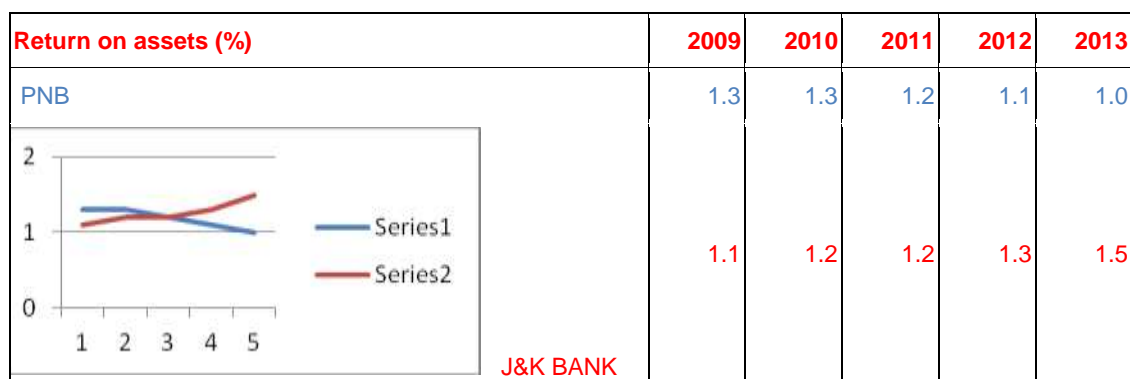 Return on assets (%) 2009 2010 2011 2012 2013
PNB 1.3 1.3 1.2 1.1 1.0
2
1
0
1 2 3 4 5
Series1
Series2
J&K BANK 1.1 1.2 1.2 1.3 1.5